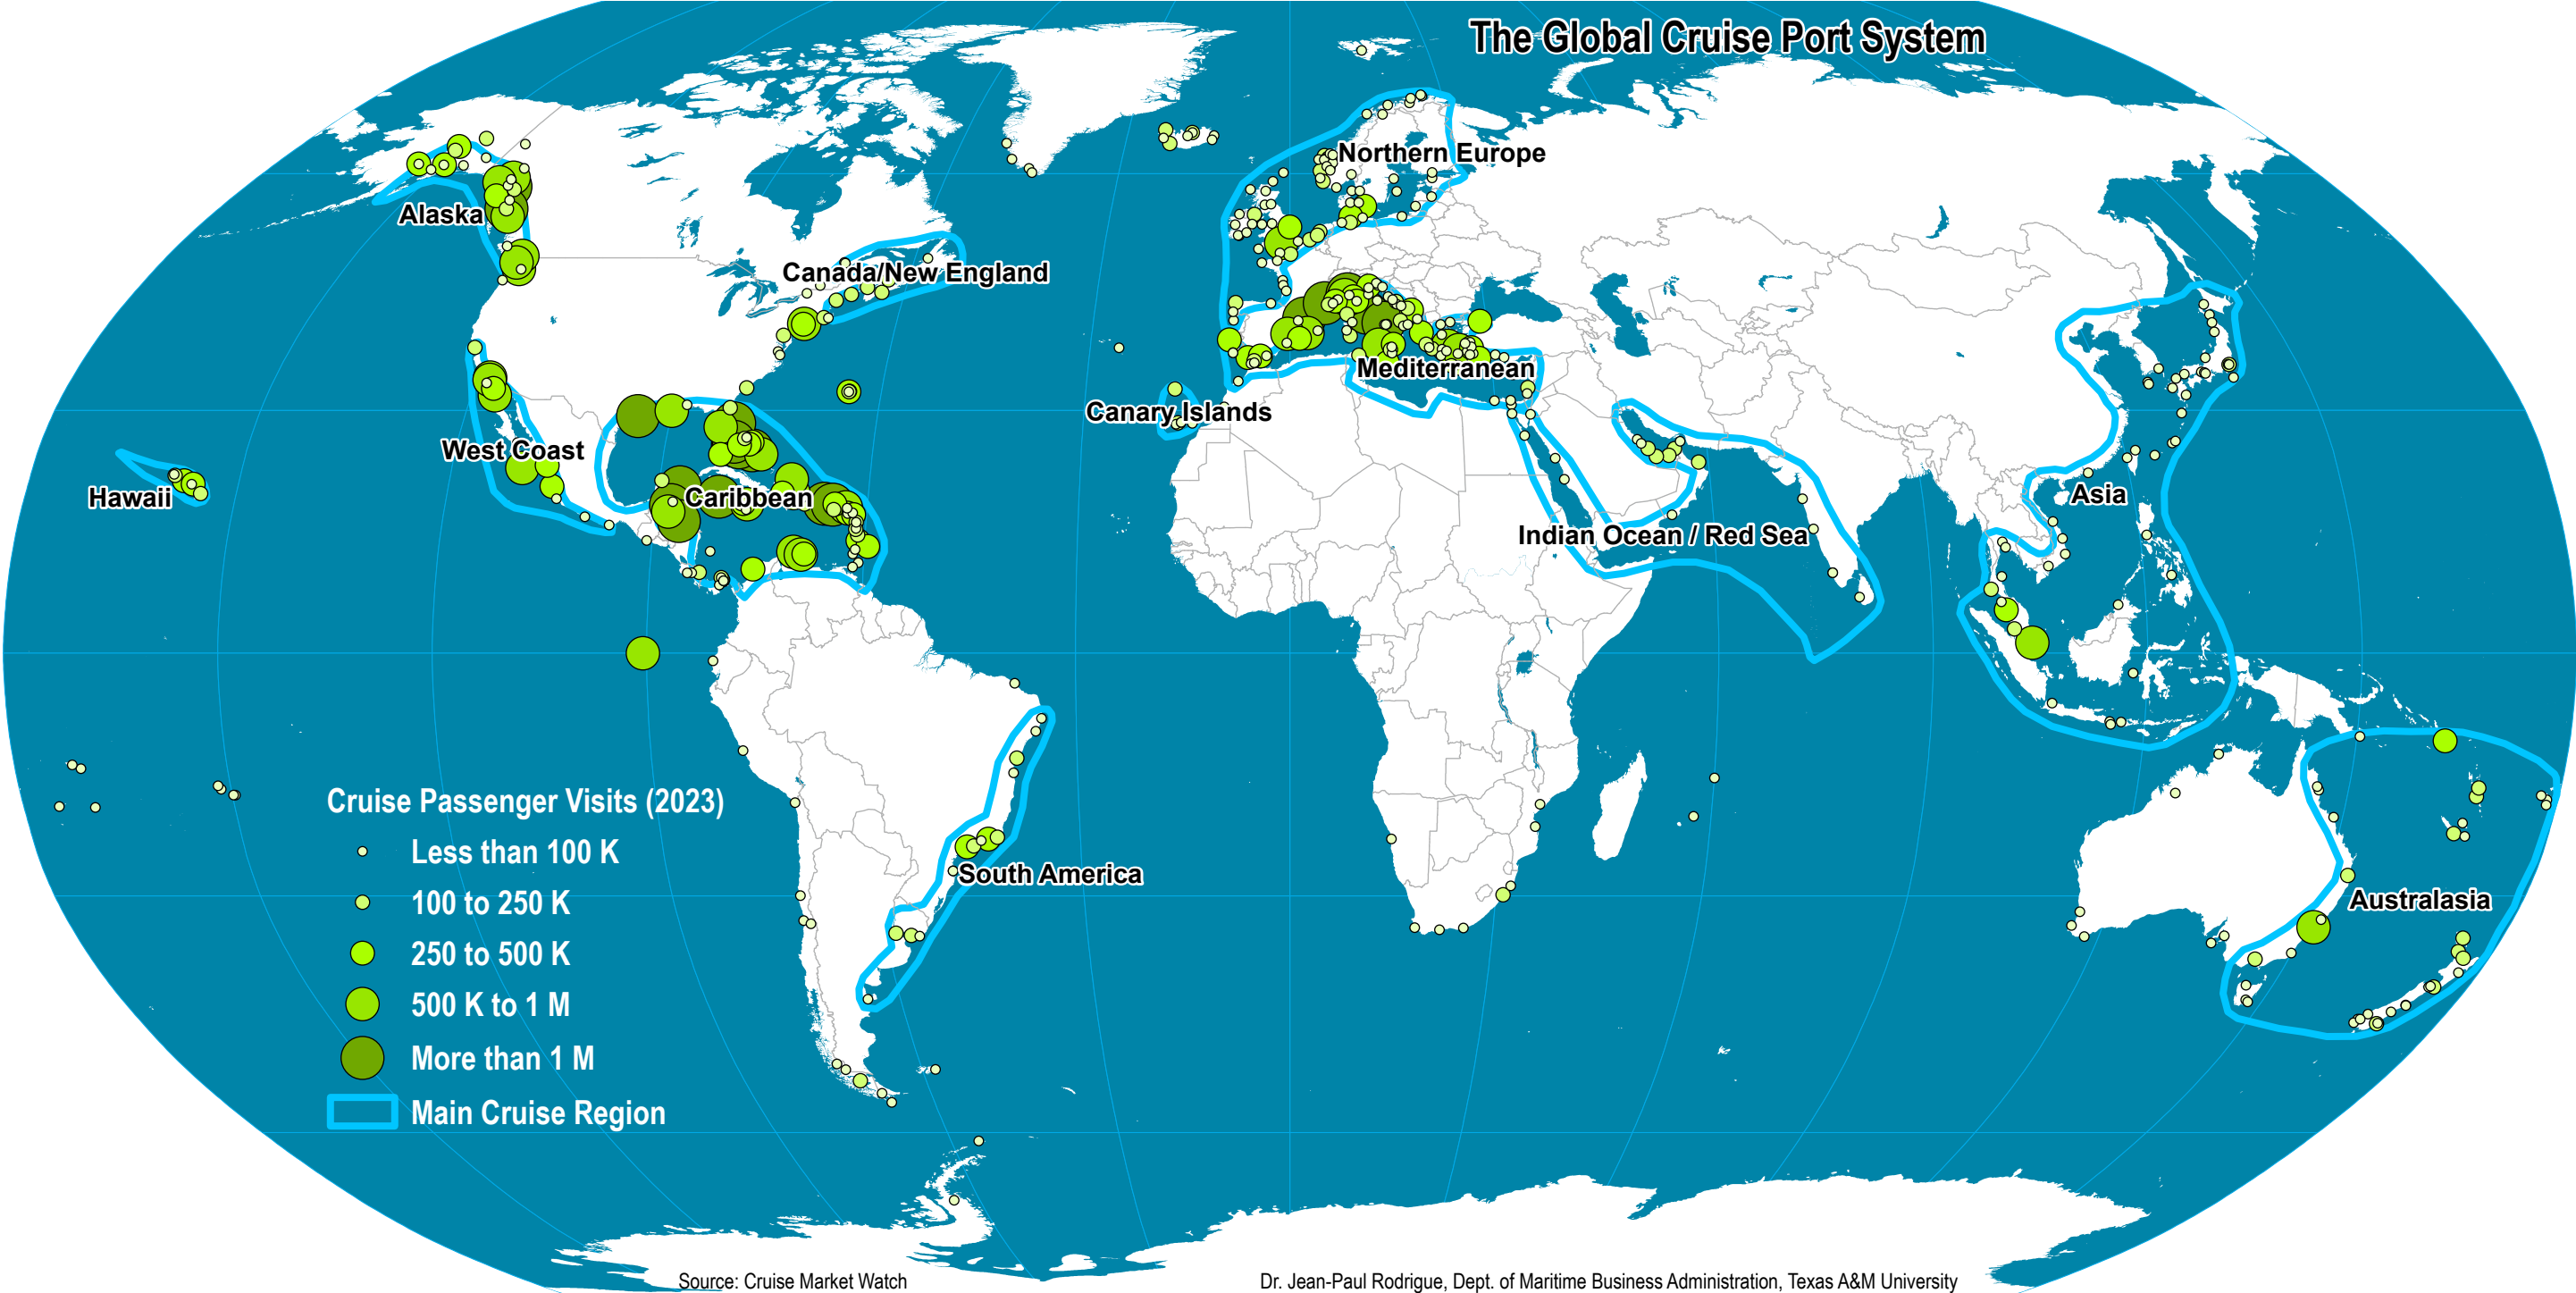 The Global Cruise Port System
Northern Europe
Alaska
Canada/New England
Mediterranean
Canary Islands
West Coast
Hawaii
Caribbean
Asia
Indian Ocean / Red Sea
South America
Australasia
Cruise Passenger Visits (2023)
Less than 100 K
100 to 250 K
250 to 500 K
500 K to 1 M
More than 1 M
Main Cruise Region
Source: Cruise Market Watch
Dr. Jean-Paul Rodrigue, Dept. of Maritime Business Administration, Texas A&M University